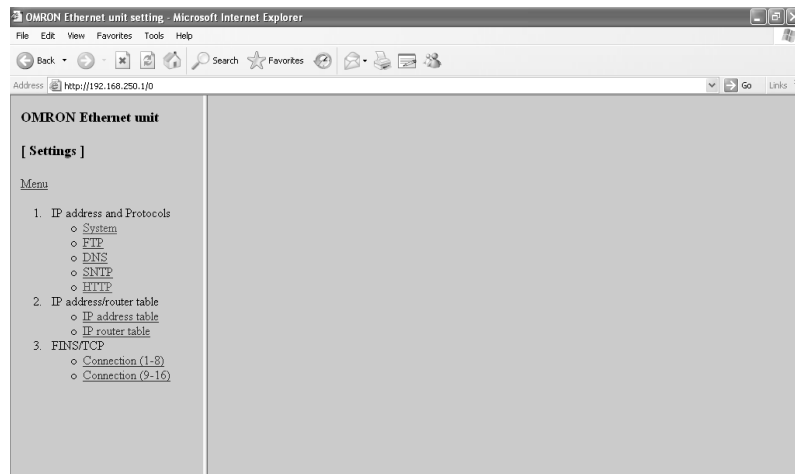 OMRON Ethernet unit setting - Microsoft Internet Explorer
File Edit View Favorites Tools Help
Back Search Favorites
Address http://192.168.250.1/0 Go Links
OMRON Ethernet unit
[ Settings ]
Menu
1. IP address and Protocols
System
FTP
DNS
SNTP
HTTP
2. IP address/router table
IP address table
IP router table
3. FINS/TCP
Connection (1-8)
Connection (9-16)